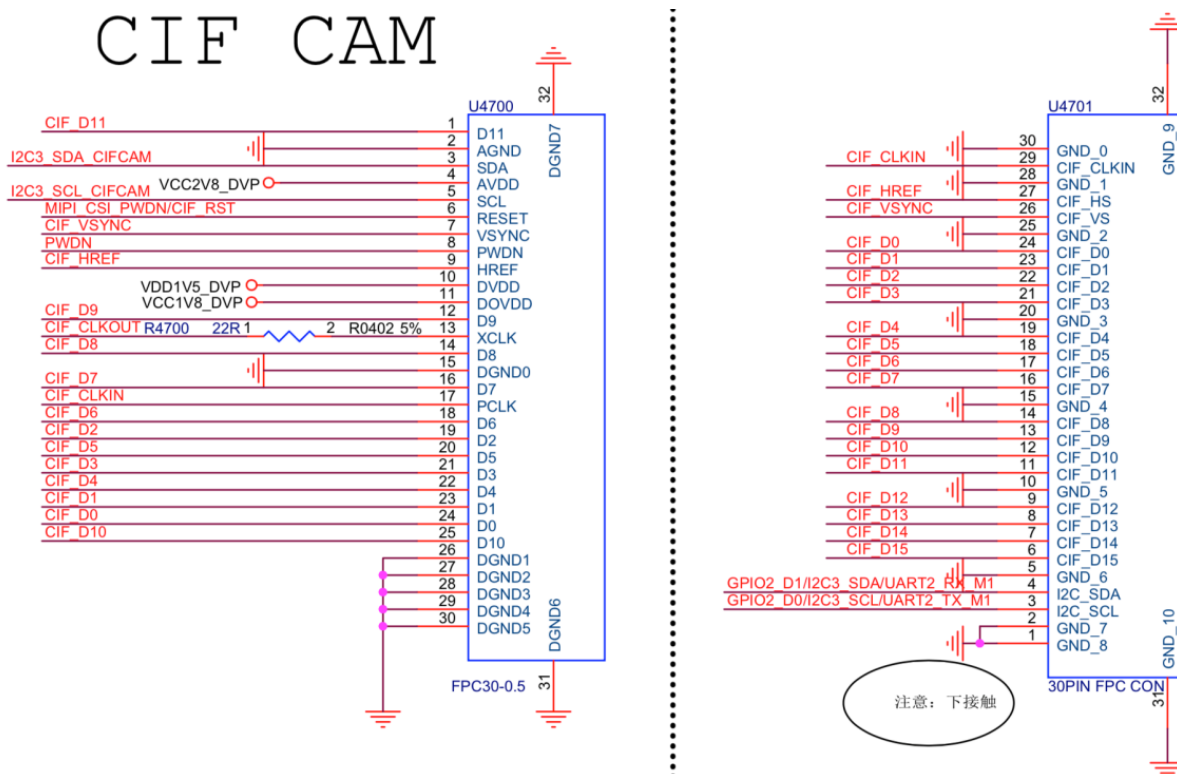 CIF CAM
U4700
32
DGND7
CIF_D11 1 D11
2 AGND
I2C3_SDA_CIFCAM 3 SDA
VCC2V8_DVP 4 AVDD
I2C3_SCL_CIFCAM 5 SCL
MIPI_CSI_PWDN/CIF_RST 6 RESET
CIF_VSYNC 7 VSYNC
PWDN 8 PWDN
CIF_HREF 9 HREF
VDD1V5_DVP 10 DVDD
VCC1V8_DVP 11 DOVDD
CIF_D9 12 D9
CIF_CLKOUT R4700 22R 1 2 R0402 5% 13 XCLK
CIF_D8 14 D8
15 DGND0
CIF_D7 16 D7
CIF_CLKIN 17 PCLK
CIF_D6 18 D6
CIF_D2 19 D2
CIF_D5 20 D5
CIF_D3 21 D3
CIF_D4 22 D4
CIF_D1 23 D1
CIF_D0 24 D0
CIF_D10 25 D10
26 DGND1
27 DGND2
28 DGND3
29 DGND4
30 DGND5
DGND6
31
FPC30-0.5
U4701
32
GND_9
30 GND_0
CIF_CLKIN 29 CIF_CLKIN
28 GND_1
CIF_HREF 27 CIF_HS
CIF_VSYNC 26 CIF_VS
25 GND_2
CIF_D0 24 CIF_D0
CIF_D1 23 CIF_D1
CIF_D2 22 CIF_D2
CIF_D3 21 CIF_D3
20 GND_3
CIF_D4 19 CIF_D4
CIF_D5 18 CIF_D5
CIF_D6 17 CIF_D6
CIF_D7 16 CIF_D7
15 GND_4
CIF_D8 14 CIF_D8
CIF_D9 13 CIF_D9
CIF_D10 12 CIF_D10
CIF_D11 11 CIF_D11
10 GND_5
CIF_D12 9 CIF_D12
CIF_D13 8 CIF_D13
CIF_D14 7 CIF_D14
CIF_D15 6 CIF_D15
5 GND_6
GPIO2_D1/I2C3_SDA/UART2_RX_M1 4 I2C_SDA
GPIO2_D0/I2C3_SCL/UART2_TX_M1 3 I2C_SCL
2 GND_7
1 GND_8
GND_10
31
30PIN FPC CON
注意：下接触